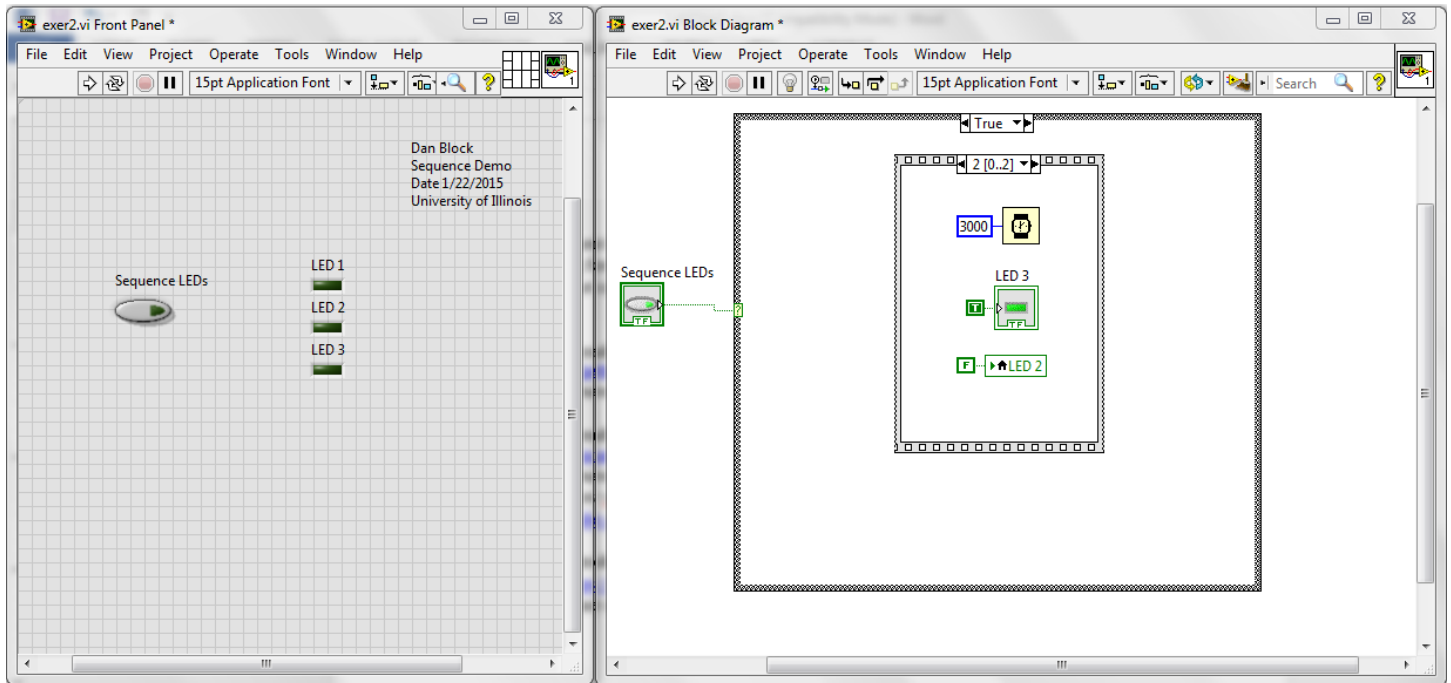 exer2.vi Front Panel *
File Edit View Project Operate Tools Window Help
1
15pt Application Font
?
Dan Block
Sequence Demo
Date 1/22/2015
University of Illinois
Sequence LEDs
LED 1
LED 2
LED 3
exer2.vi Block Diagram *
File Edit View Project Operate Tools Window Help
1
15pt Application Font
Search
?
True
2 [0..2]
3000
Sequence LEDs
TF
?
LED 3
T
TF
F
LED 2